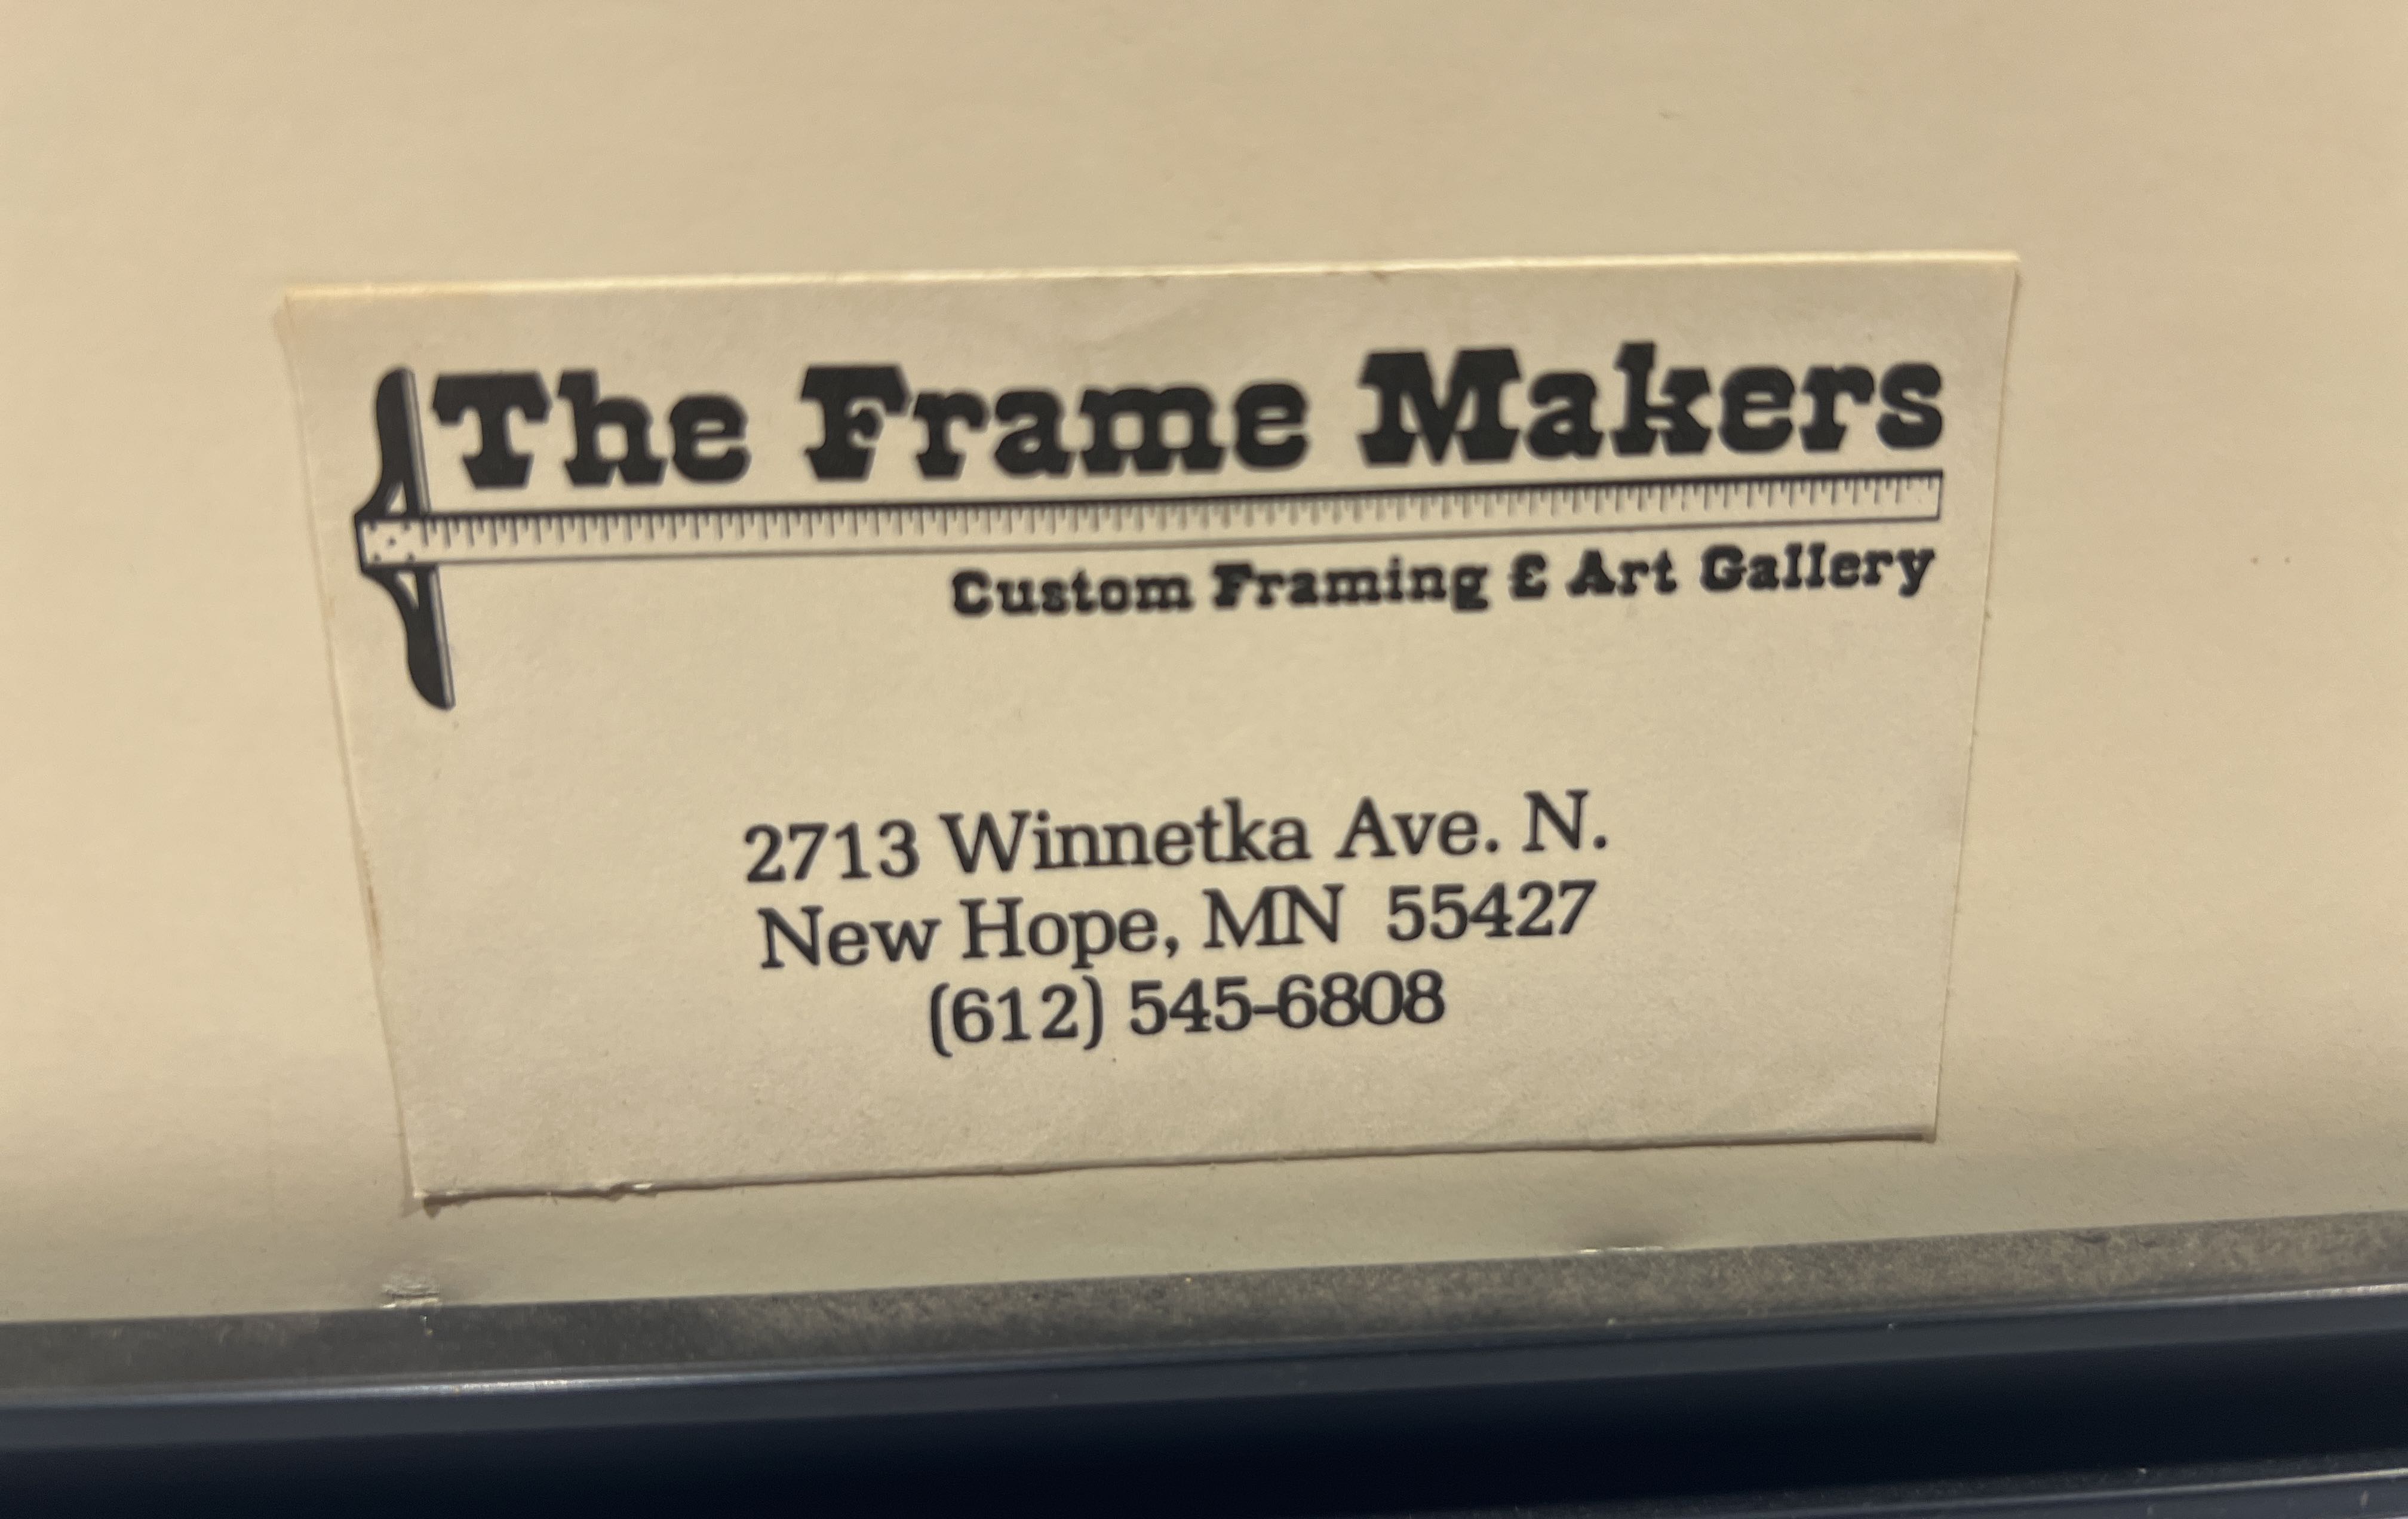 The Frame Makers
Custom Framing & Art Gallery
2713 Winnetka Ave. N.
New Hope, MN 55427
(612) 545-6808